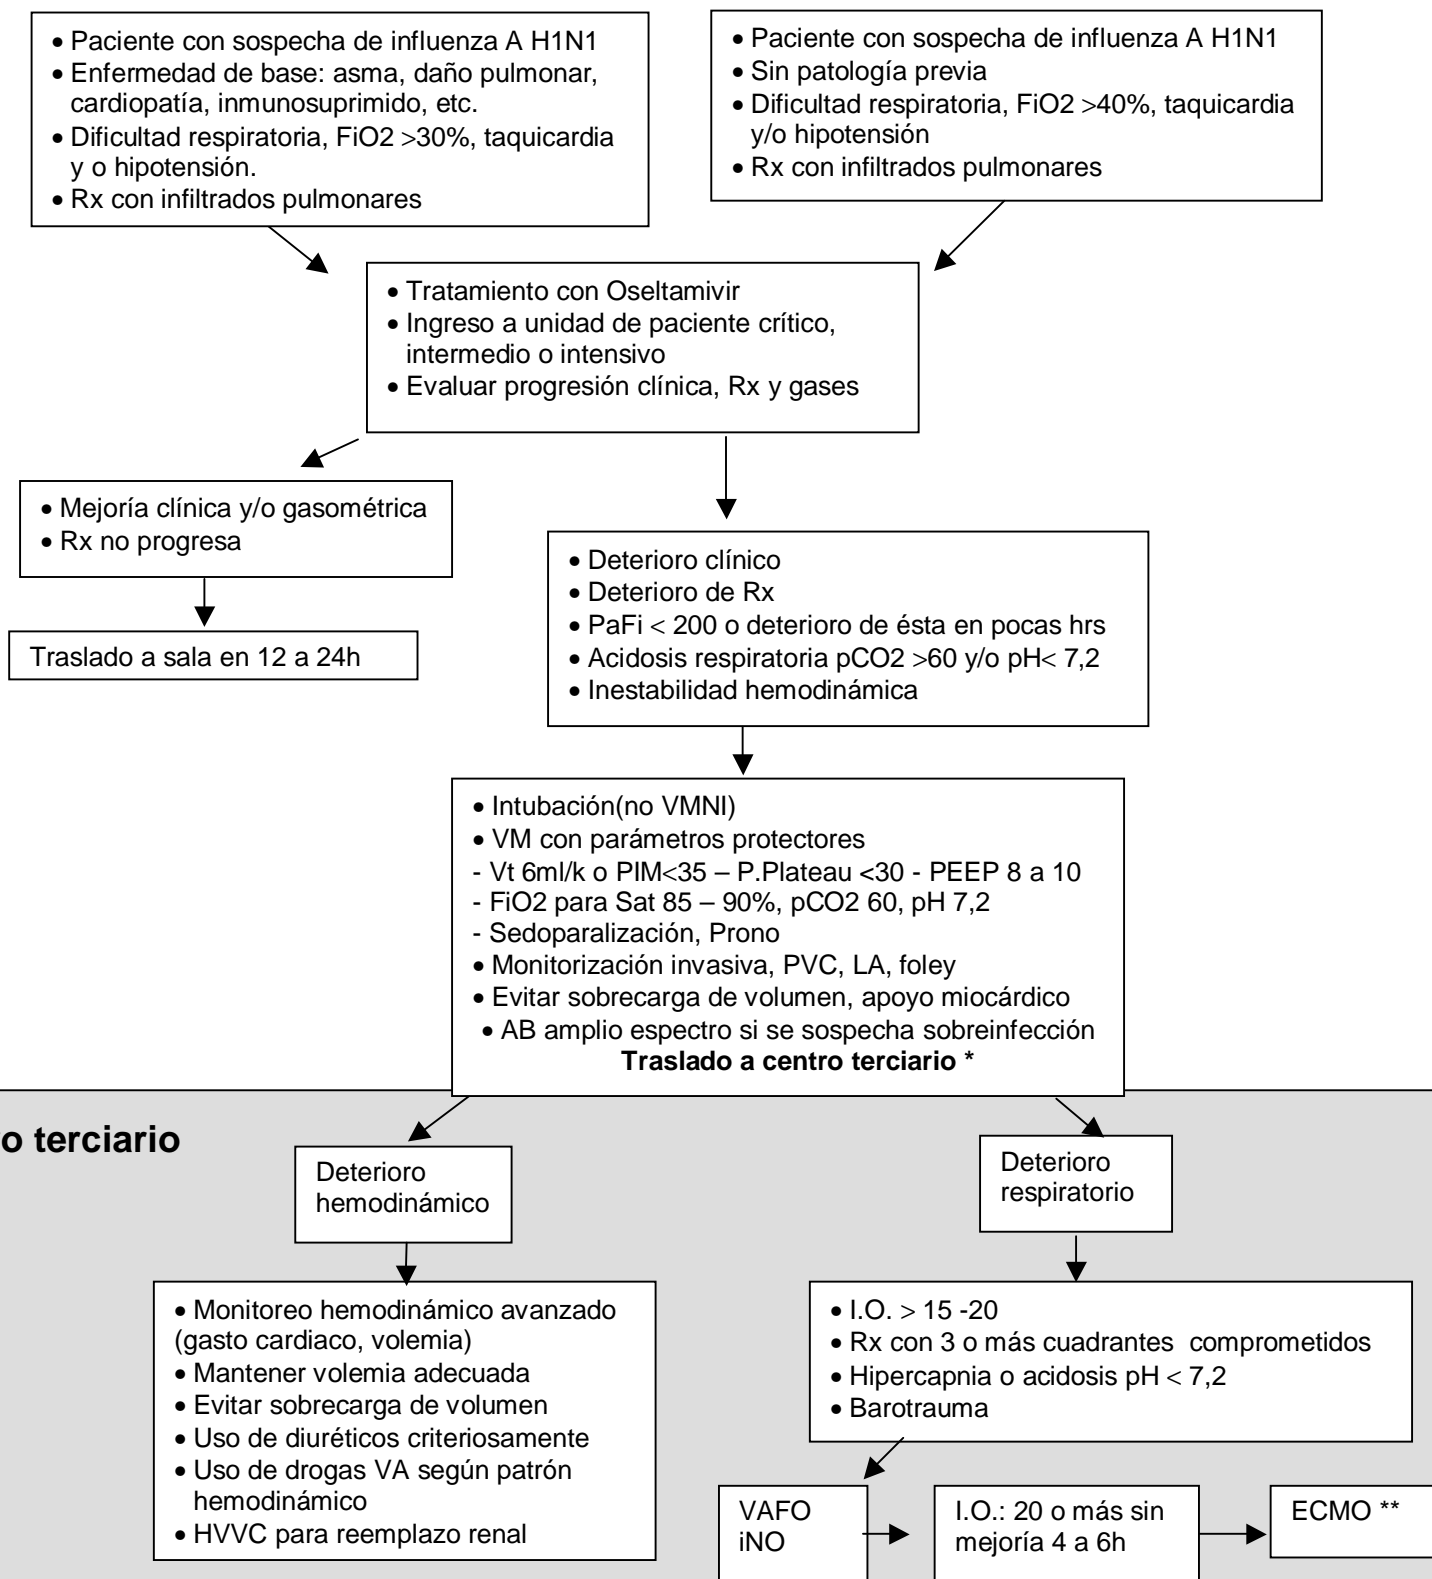 • Paciente con sospecha de influenza A H1N1
• Enfermedad de base: asma, daño pulmonar,
cardiopatía, inmunosuprimido, etc.
• Dificultad respiratoria, FiO2 >30%, taquicardia
y o hipotensión.
• Rx con infiltrados pulmonares
• Paciente con sospecha de influenza A H1N1
• Sin patología previa
• Dificultad respiratoria, FiO2 >40%, taquicardia
y/o hipotensión
• Rx con infiltrados pulmonares
• Tratamiento con Oseltamivir
• Ingreso a unidad de paciente crítico,
intermedio o intensivo
• Evaluar progresión clínica, Rx y gases
• Mejoría clínica y/o gasométrica
• Rx no progresa
Traslado a sala en 12 a 24h
• Deterioro clínico
• Deterioro de Rx
• PaFi < 200 o deterioro de ésta en pocas hrs
• Acidosis respiratoria pCO2 >60 y/o pH< 7,2
• Inestabilidad hemodinámica
• Intubación(no VMNI)
• VM con parámetros protectores
- Vt 6ml/k o PIM<35 – P.Plateau <30 - PEEP 8 a 10
- FiO2 para Sat 85 – 90%, pCO2 60, pH 7,2
- Sedoparalización, Prono
• Monitorización invasiva, PVC, LA, foley
• Evitar sobrecarga de volumen, apoyo miocárdico
• AB amplio espectro si se sospecha sobreinfección
Traslado a centro terciario *
o terciario
Deterioro
hemodinámico
• Monitoreo hemodinámico avanzado
(gasto cardiaco, volemia)
• Mantener volemia adecuada
• Evitar sobrecarga de volumen
• Uso de diuréticos criteriosamente
• Uso de drogas VA según patrón
hemodinámico
• HVVC para reemplazo renal
Deterioro
respiratorio
• I.O. > 15 -20
• Rx con 3 o más cuadrantes comprometidos
• Hipercapnia o acidosis pH < 7,2
• Barotrauma
VAFO
iNO
I.O.: 20 o más sin
mejoría 4 a 6h
ECMO **